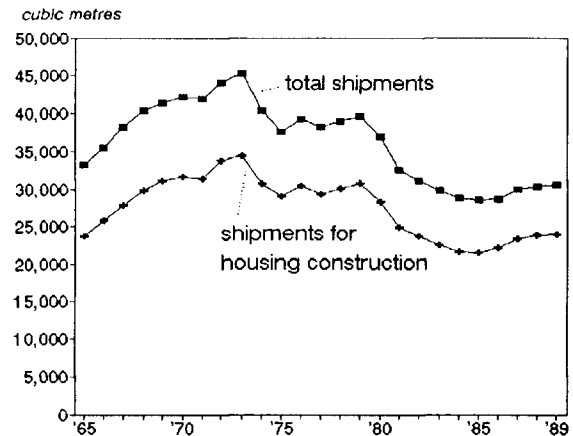 cubic metres
50,000
45,000
40,000
35,000
30,000
25,000
20,000
15,000
10,000
5,000
0
total shipments
shipments for
housing construction
'65 '70 '75 '80 '85 '89